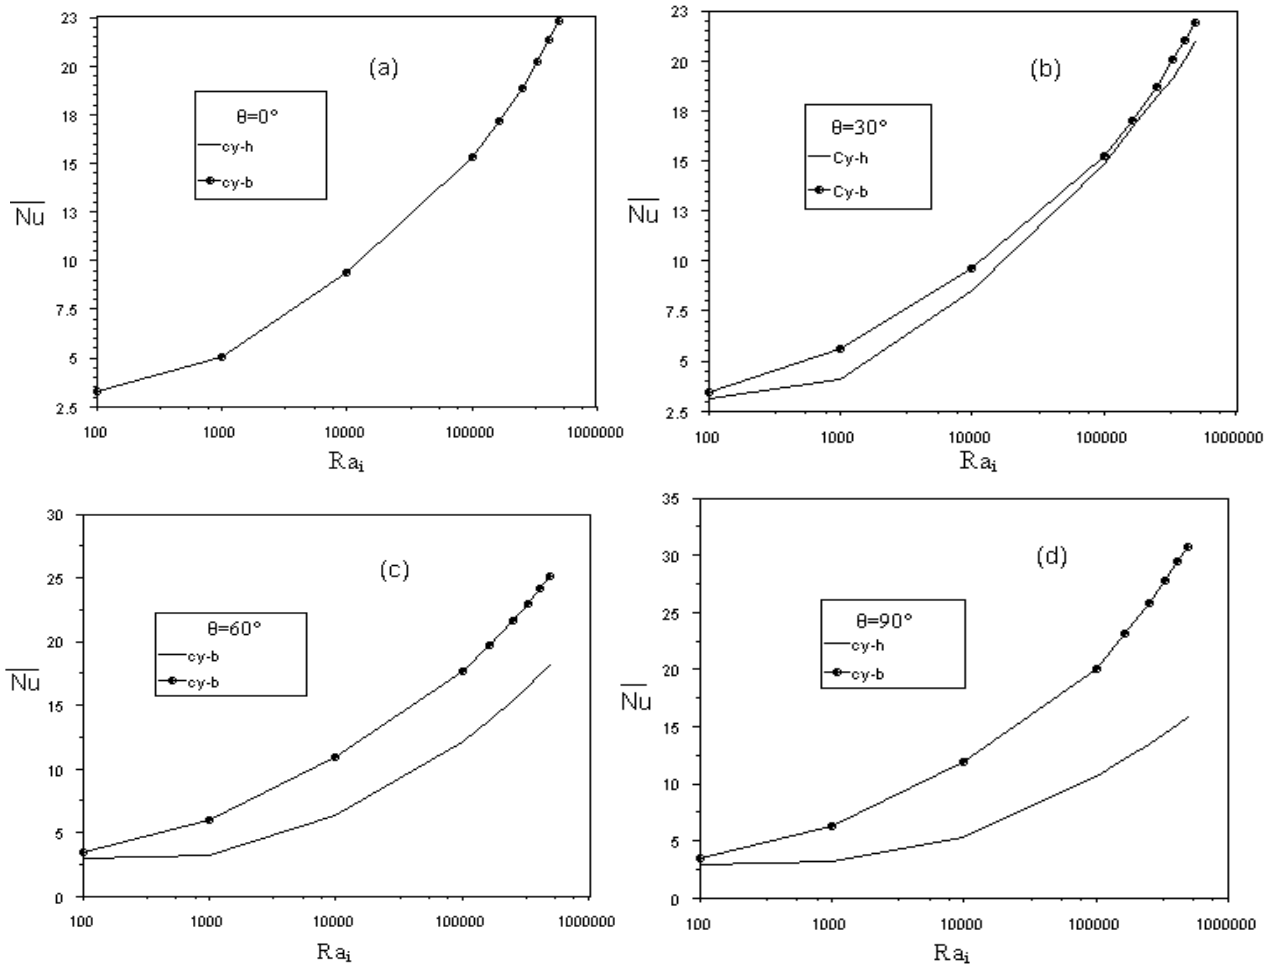 23
20
18
15
13
10
7.5
5
2.5
100
1000
10000
100000
1000000
Nu
Raᵢ
(a)
θ=0°
cy-h
cy-b
23
20
18
15
13
10
7.5
5
2.5
100
1000
10000
100000
1000000
Nu
Raᵢ
(b)
θ=30°
Cy-h
Cy-b
30
25
20
15
10
5
0
100
1000
10000
100000
1000000
Nu
Raᵢ
(c)
θ=60°
cy-b
cy-b
35
30
25
20
15
10
5
0
100
1000
10000
100000
1000000
Nu
Raᵢ
(d)
θ=90°
cy-h
cy-b